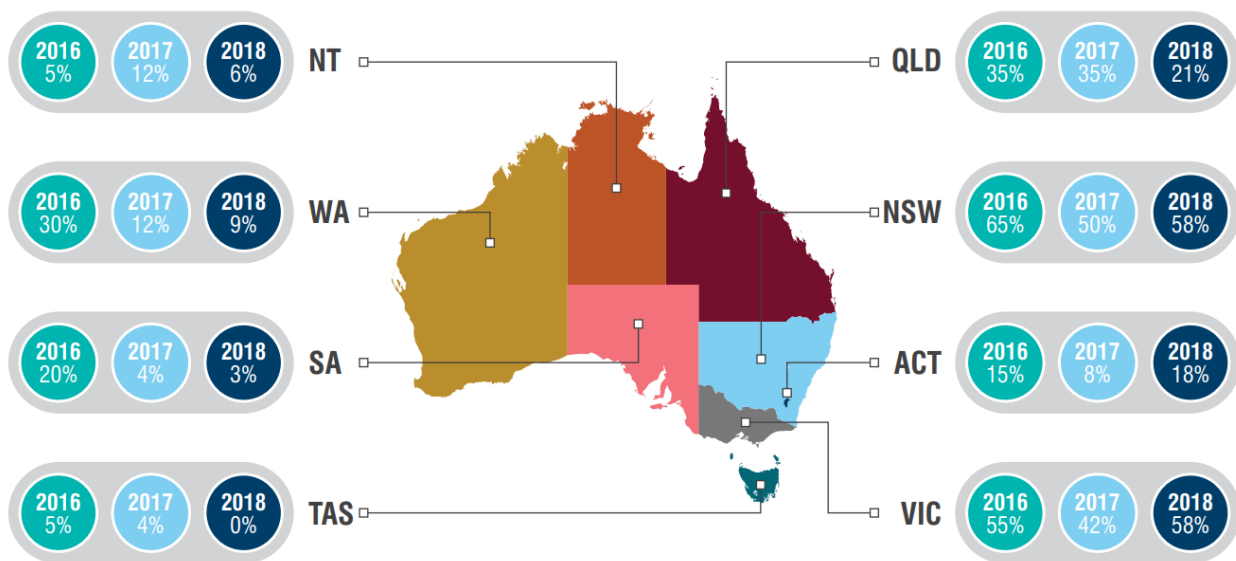 2016 2017 2018 NT
5% 12% 6%
QLD 2016 2017 2018
35% 35% 21%
2016 2017 2018 WA
30% 12% 9%
NSW 2016 2017 2018
65% 50% 58%
2016 2017 2018 SA
20% 4% 3%
ACT 2016 2017 2018
15% 8% 18%
2016 2017 2018 TAS
5% 4% 0%
VIC 2016 2017 2018
55% 42% 58%